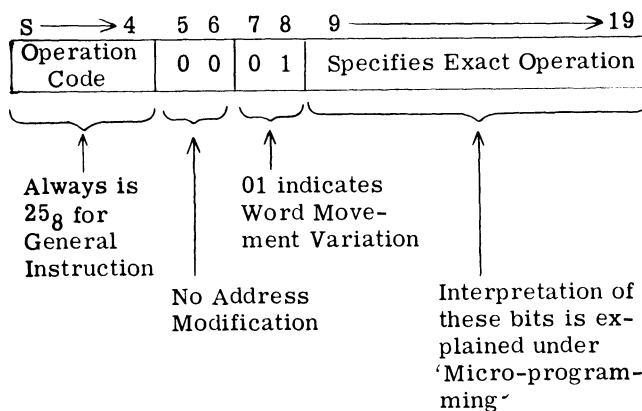 S → 4 5 6 7 8 9 → 19
Operation Code 0 0 0 1 Specifies Exact Operation
Always is
25₈ for
General
Instruction
01 indicates
Word Move-
ment Variation
No Address
Modification
Interpretation of
these bits is ex-
plained under
'Micro-program-
ming'